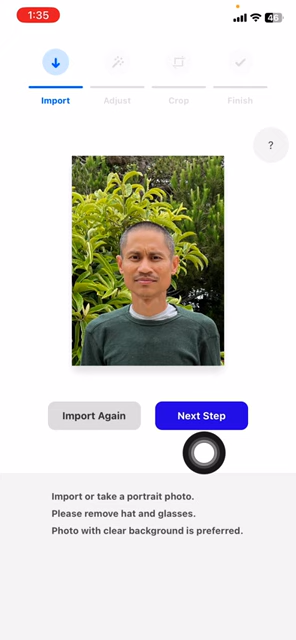 1:35
46
Import
Adjust
Crop
Finish
?
Import Again
Next Step
Import or take a portrait photo.
Please remove hat and glasses.
Photo with clear background is preferred.